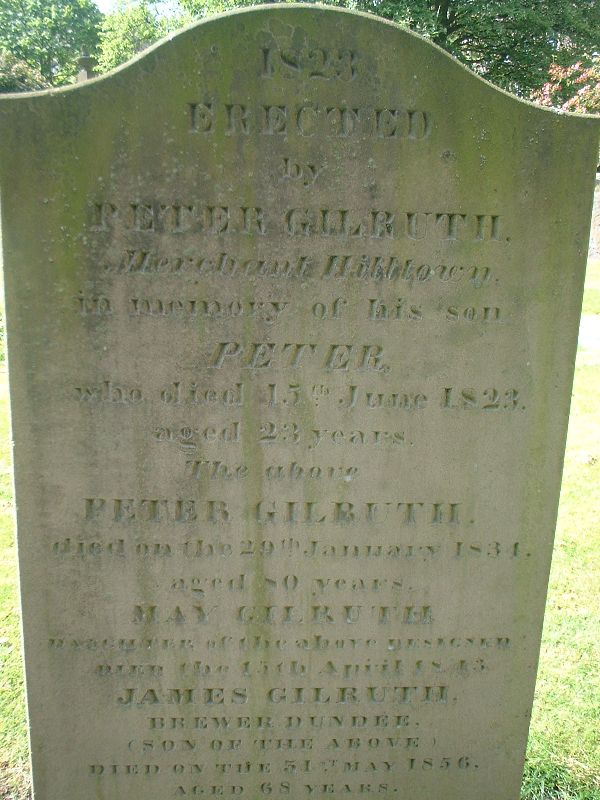 1823
ERECTED
by
PETER GILRUTH.
Merchant Hilltown.
in memory of his son
PETER,
who died 15th June 1823.
aged 23 years.
The above
PETER GILRUTH.
died on the 29th January 1834.
aged 80 years.
MAY GILRUTH
DAUGHTER of the above DESIGNED
DIED the 15th April 1843
JAMES GILRUTH.
BREWER DUNDEE.
(SON OF THE ABOVE)
DIED ON THE 31ST MAY 1856.
AGED 68 YEARS.